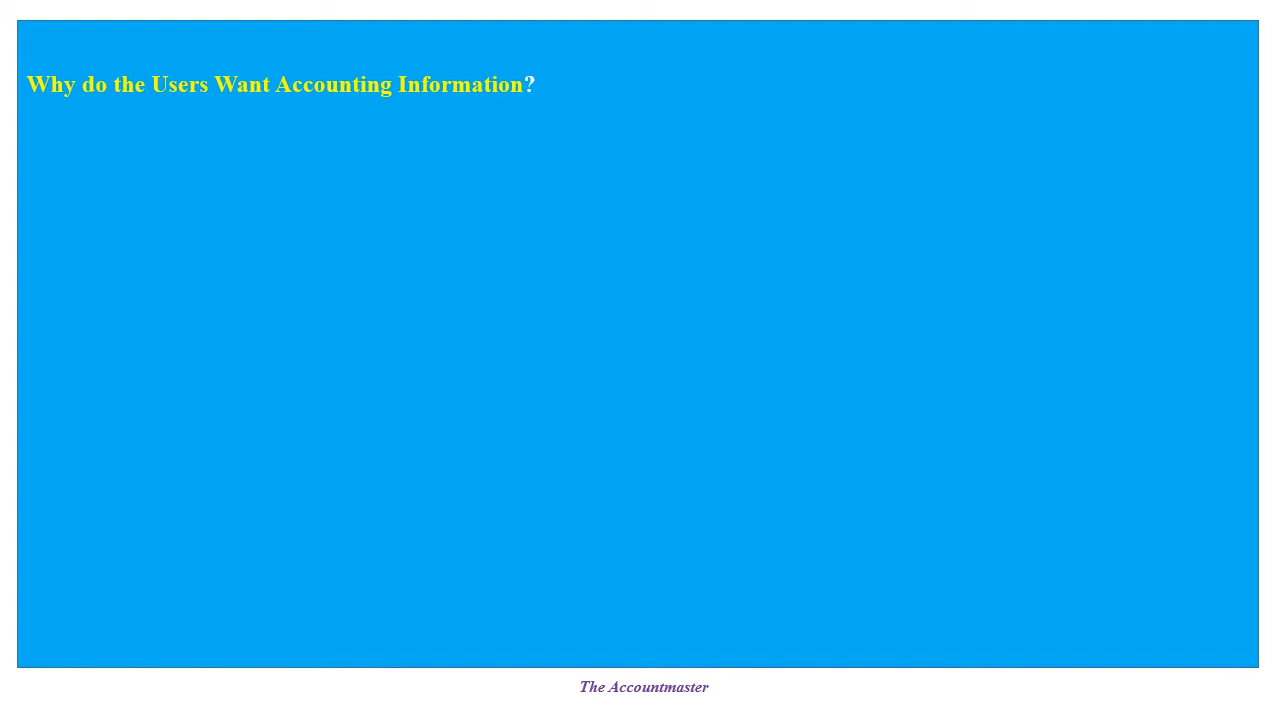 Why do the Users Want Accounting Information?
The Accountmaster